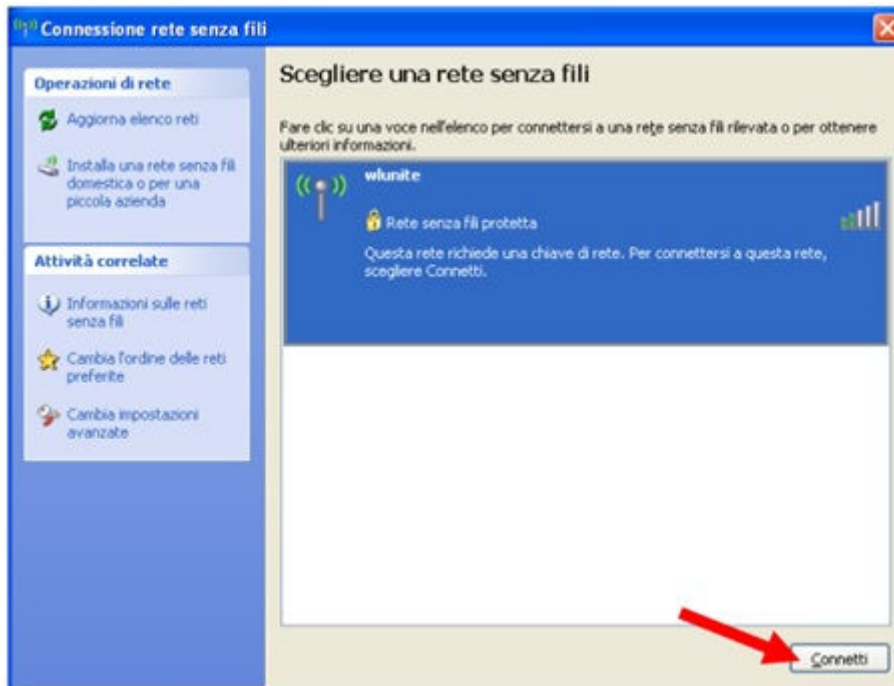 Connessione rete senza fili
Operazioni di rete
Aggiorna elenco reti
Installa una rete senza fili
domestica o per una
piccola azienda
Attività correlate
Informazioni sulle reti
senza fili
Cambia l'ordine delle reti
preferite
Cambia impostazioni
avanzate
Scegliere una rete senza fili
Fare clic su una voce nell'elenco per connettersi a una rete senza fili rilevata o per ottenere
ulteriori informazioni.
wlunite
Rete senza fili protetta
Questa rete richiede una chiave di rete. Per connettersi a questa rete,
scegliere Connetti.
Connetti